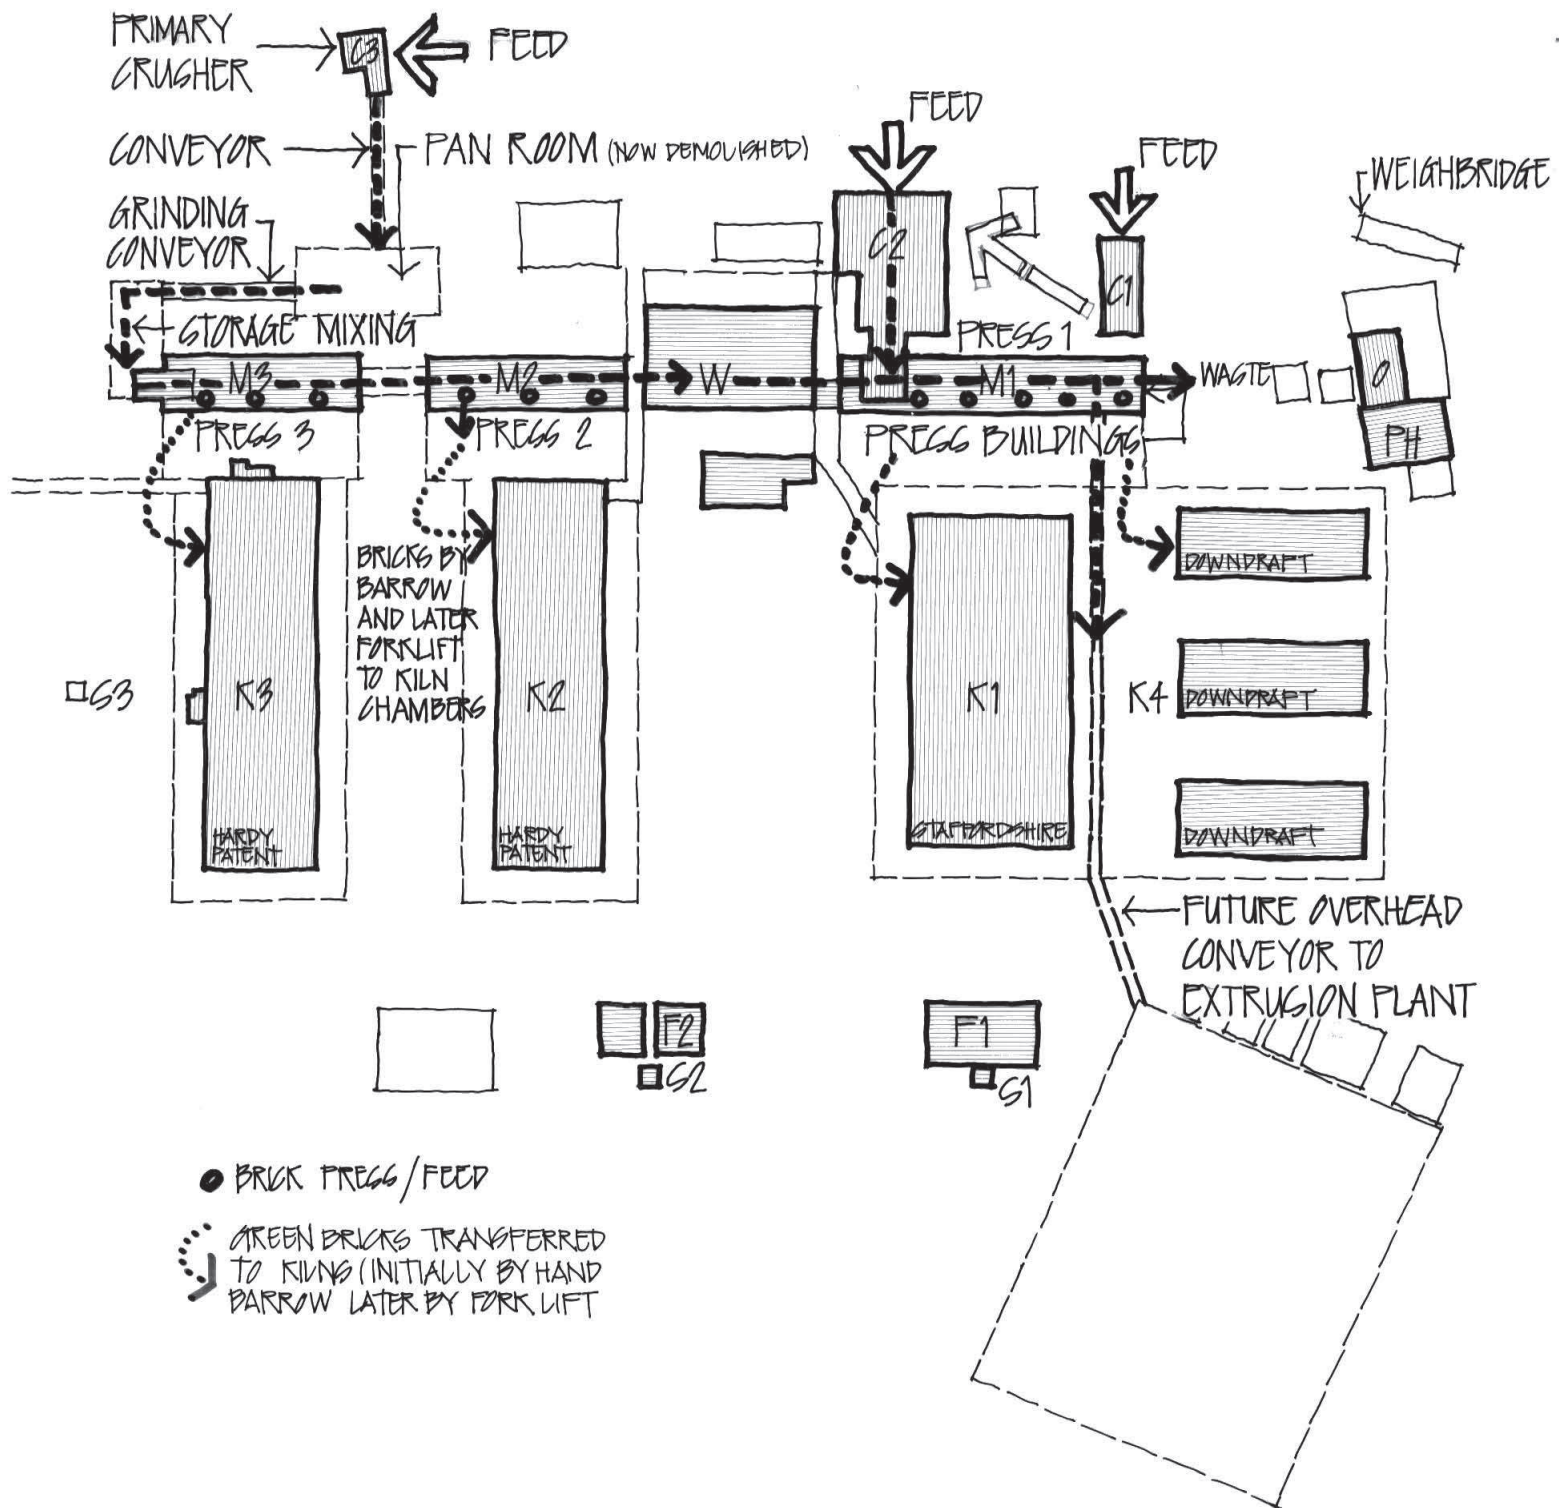 PRIMARY
CRUSHER
C3
FEED
CONVEYOR
PAN ROOM (NOW DEMOLISHED)
GRINDING
CONVEYOR
STORAGE MIXING
FEED
FEED
WEIGHBRIDGE
C2
C1
PRESS 1
M3
M2
W
M1
WASTE
O
PH
PRESS 3
PRESS 2
PRESS BUILDINGS
BRICKS BY
BARROW
AND LATER
FORKLIFT
TO KILN
CHAMBERS
S3
K3
HARDY
PATENT
K2
HARDY
PATENT
K1
STAFFORDSHIRE
K4
DOWNDRAFT
DOWNDRAFT
DOWNDRAFT
FUTURE OVERHEAD
CONVEYOR TO
EXTRUSION PLANT
F2
S2
F1
S1
BRICK PRESS/FEED
GREEN BRICKS TRANSFERRED
TO KILNS (INITIALLY BY HAND
BARROW LATER BY FORK LIFT